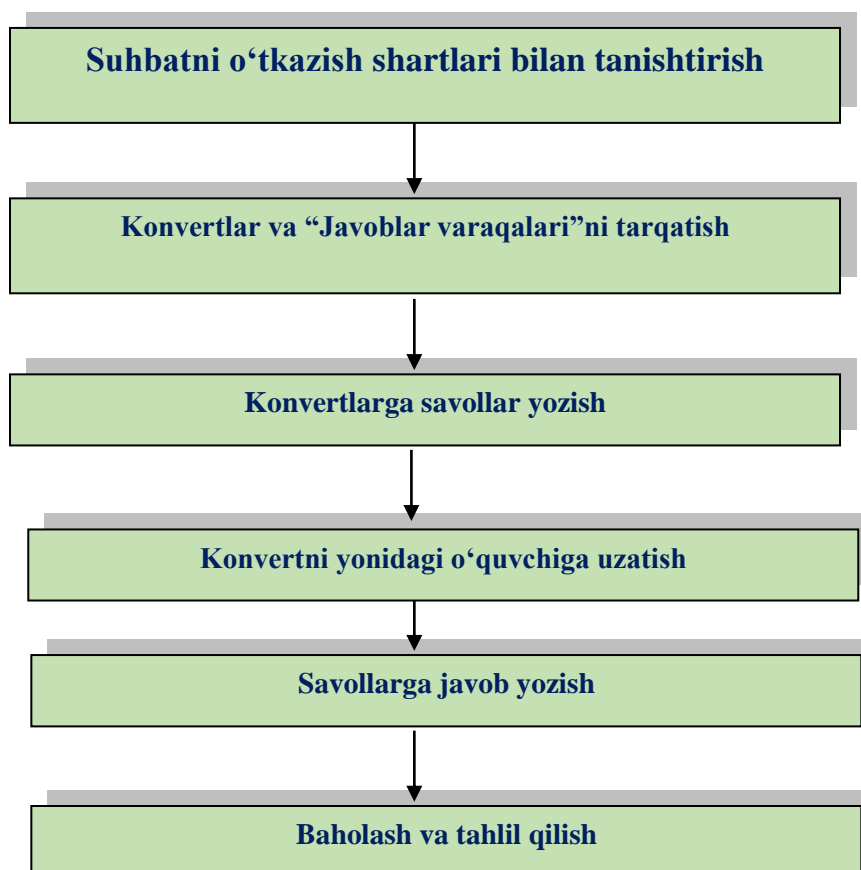 Suhbatni o‘tkazish shartlari bilan tanishtirish
Konvertlar va “Javoblar varaqalari”ni tarqatish
Konvertlarga savollar yozish
Konvertni yonidagi o‘quvchiga uzatish
Savollarga javob yozish
Baholash va tahlil qilish